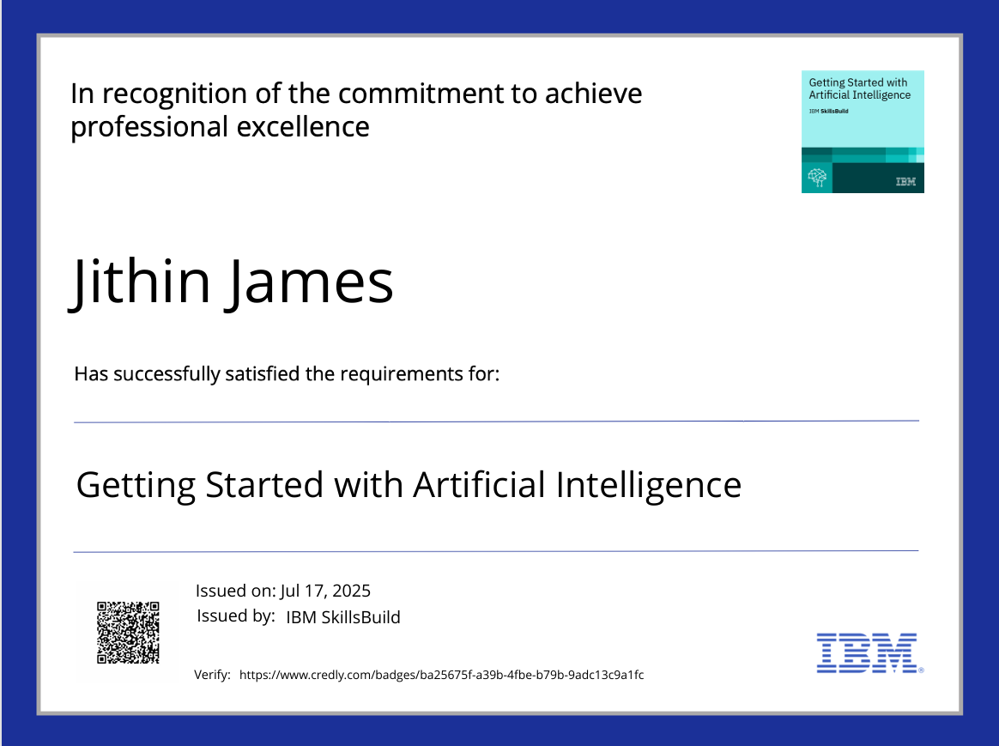 In recognition of the commitment to achieve
professional excellence
Getting Started with
Artificial Intelligence
IBM SkillsBuild
IBM
Jithin James
Has successfully satisfied the requirements for:
Getting Started with Artificial Intelligence
Issued on: Jul 17, 2025
Issued by: IBM SkillsBuild
Verify: https://www.credly.com/badges/ba25675f-a39b-4fbe-b79b-9adc13c9a1fc
IBM®